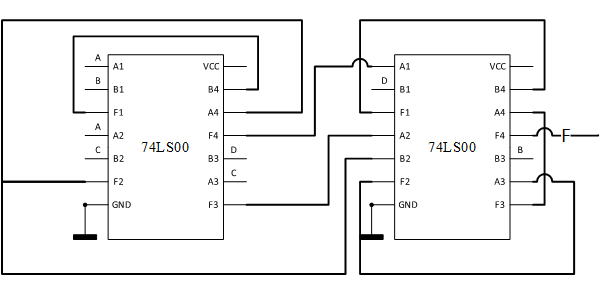 A A1 VCC A1 VCC
B B1 B4 D B1 B4
F1 A4 F1 A4
A A2 F4 A2 F4 F
74LS00 74LS00
C B2 B3 D B2 B3 B
F2 A3 C F2 A3
GND F3 GND F3